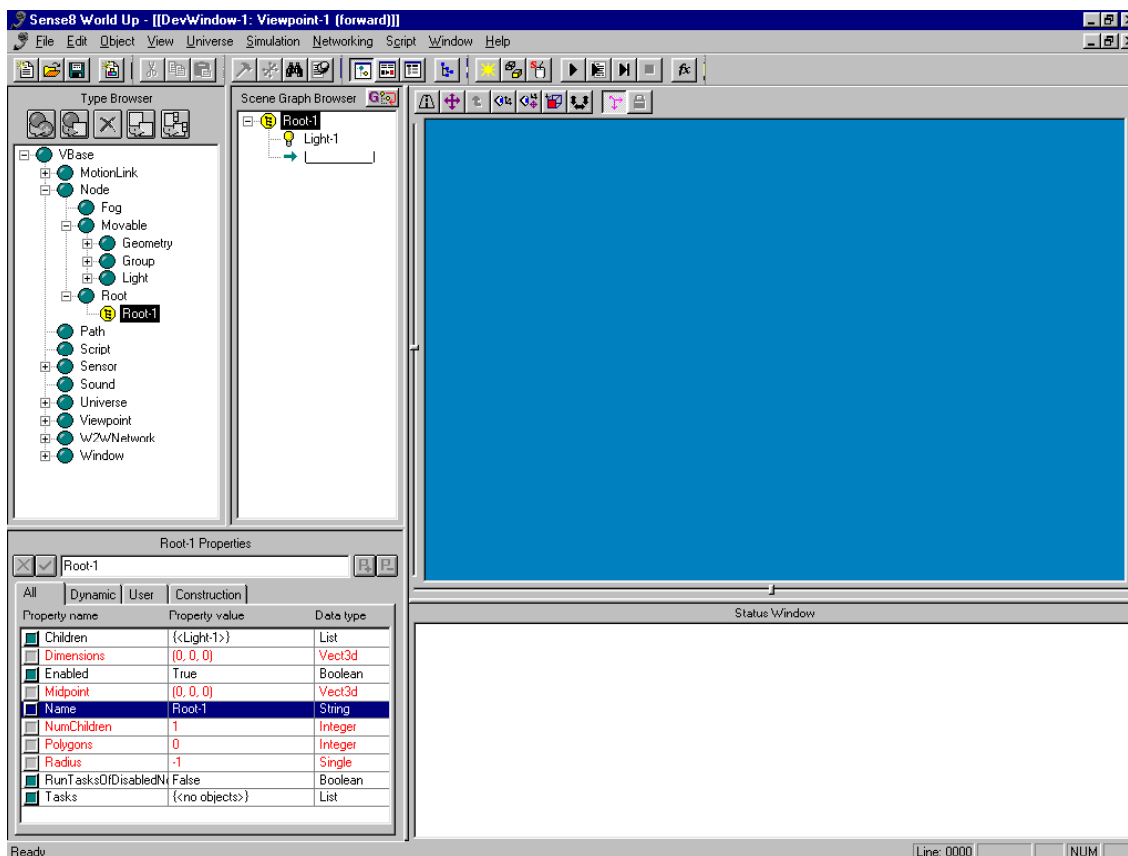 Sense8 World Up - [[DevWindow-1: Viewpoint-1 (forward)]]
File Edit Object View Universe Simulation Networking Script Window Help
Type Browser
VBase
MotionLink
Node
Fog
Movable
Geometry
Group
Light
Root
Root-1
Path
Script
Sensor
Sound
Universe
Viewpoint
W2WNetwork
Window
Scene Graph Browser
Root-1
Light-1
Root-1 Properties
Root-1
All Dynamic User Construction
Property name Property value Data type
Children {<Light-1>} List
Dimensions (0, 0, 0) Vect3d
Enabled True Boolean
Midpoint (0, 0, 0) Vect3d
Name Root-1 String
NumChildren 1 Integer
Polygons 0 Integer
Radius -1 Single
RunTasksOfDisabledN False Boolean
Tasks {<no objects>} List
Status Window
Ready Line: 0000 NUM